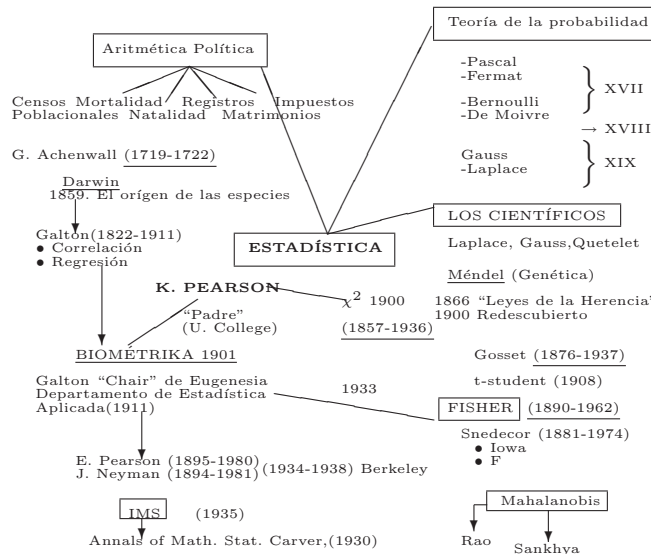 Aritmética Política
Teoría de la probabilidad
-Pascal
-Fermat
XVII
-Bernoulli
-De Moivre
→ XVIII
Gauss
-Laplace
XIX
Censos Mortalidad Registros Impuestos
Poblacionales Natalidad Matrimonios
G. Achenwall (1719-1722)
Darwin
1859. El orígen de las especies
Galton(1822-1911)
• Correlación
• Regresión
ESTADÍSTICA
LOS CIENTÍFICOS
Laplace, Gauss,Quetelet
Méndel (Genética)
1866 “Leyes de la Herencia”
1900 Redescubierto
K. PEARSON
χ² 1900
(1857-1936)
“Padre”
(U. College)
BIOMÉTRIKA 1901
Galton “Chair” de Eugenesia
Departamento de Estadística
Aplicada(1911)
1933
Gosset (1876-1937)
t-student (1908)
FISHER (1890-1962)
Snedecor (1881-1974)
• Iowa
• F
E. Pearson (1895-1980)
J. Neyman (1894-1981)
(1934-1938) Berkeley
IMS (1935)
Annals of Math. Stat. Carver,(1930)
Mahalanobis
Rao
Sankhva